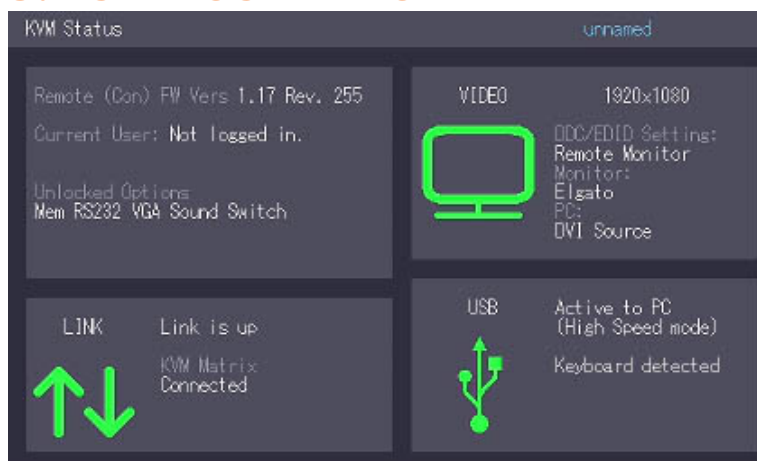 KVM Status
unnamed
Remote (Con) FW Vers 1.17 Rev. 255
Current User: Not logged in.
Unlocked Options
Mem RS232 VGA Sound Switch
VIDEO
1920x1080
DDC/EDID Setting:
Remote Monitor
Monitor:
Elgato
PC:
DVI Source
LINK
Link is up
KVM Matrix
Connected
USB
Active to PC
(High Speed mode)
Keyboard detected